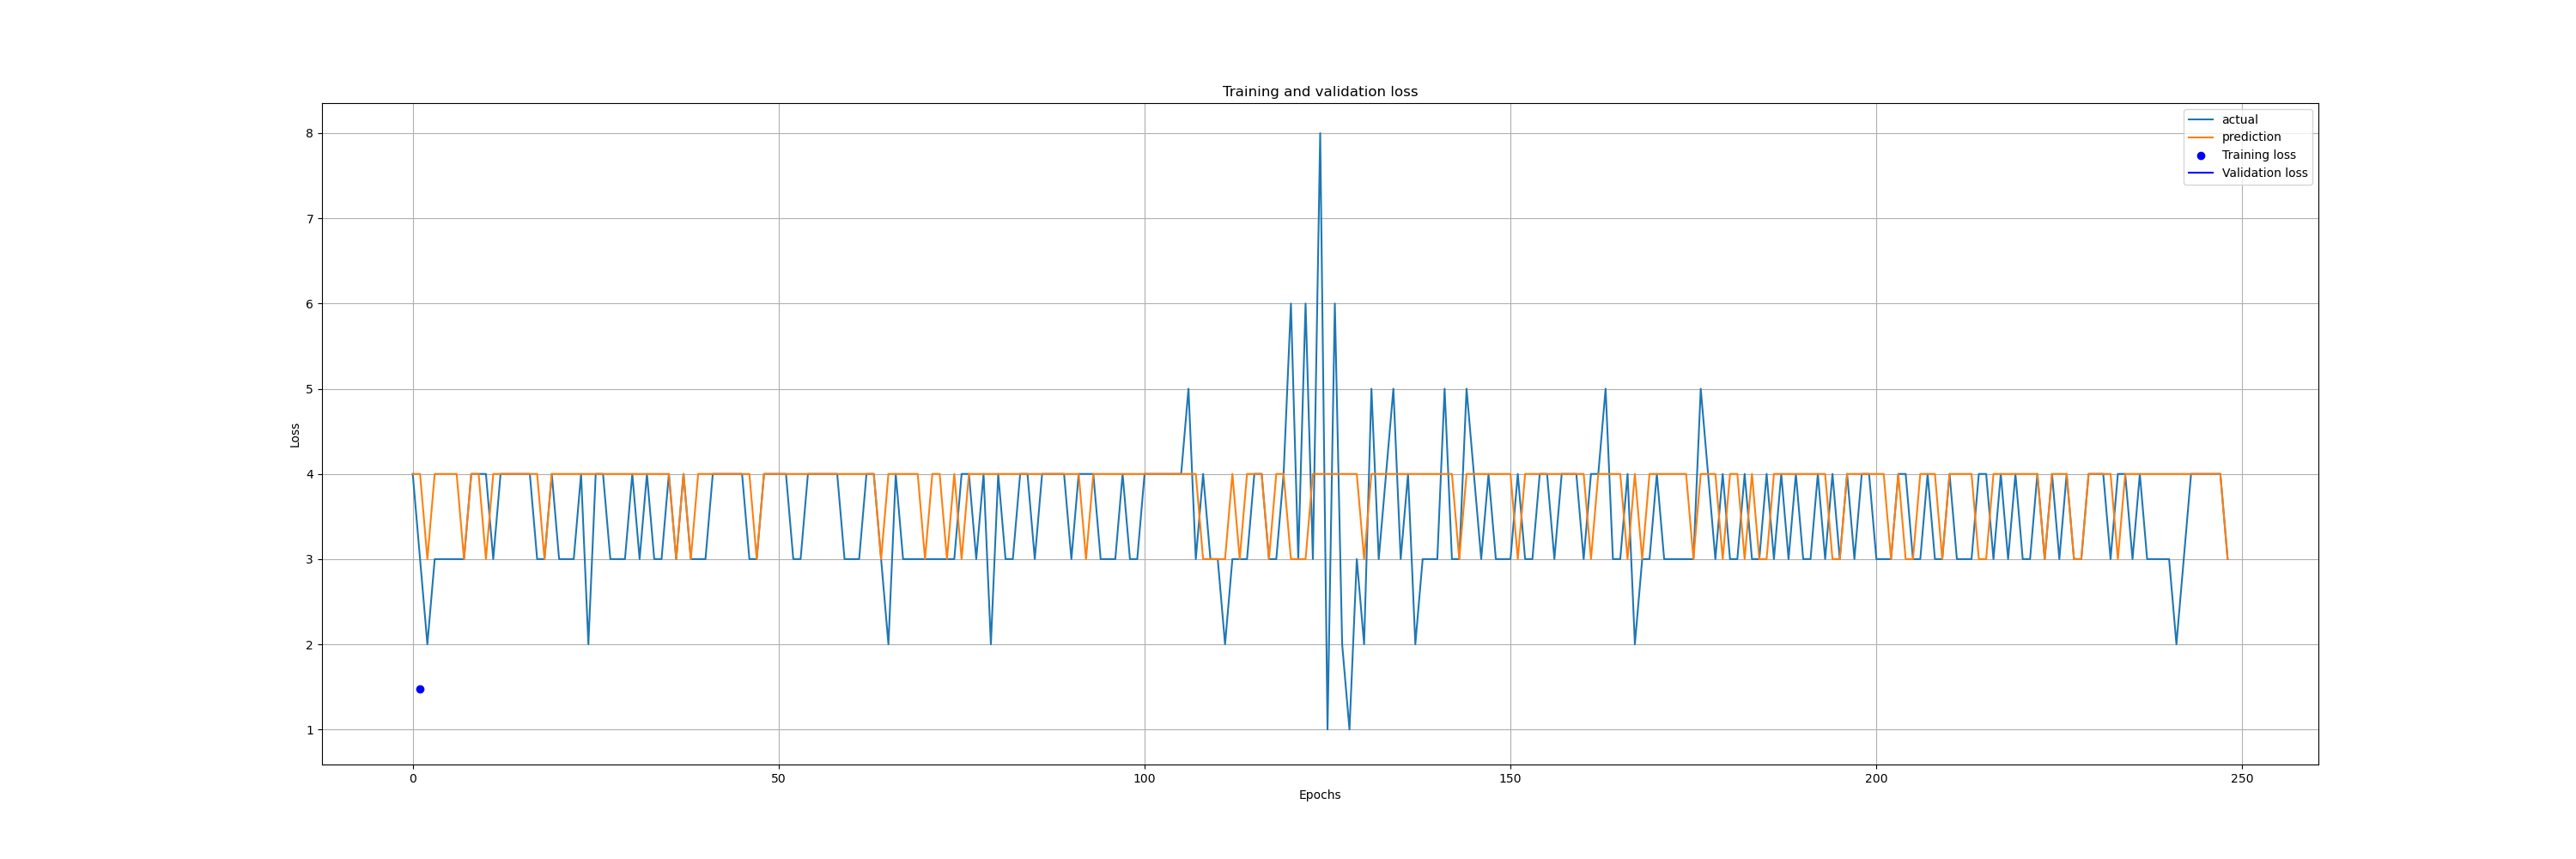 Training and validation loss
actual
prediction
Training loss
Validation loss
Loss
8
7
6
5
4
3
2
1
0
50
100
150
200
250
Epochs